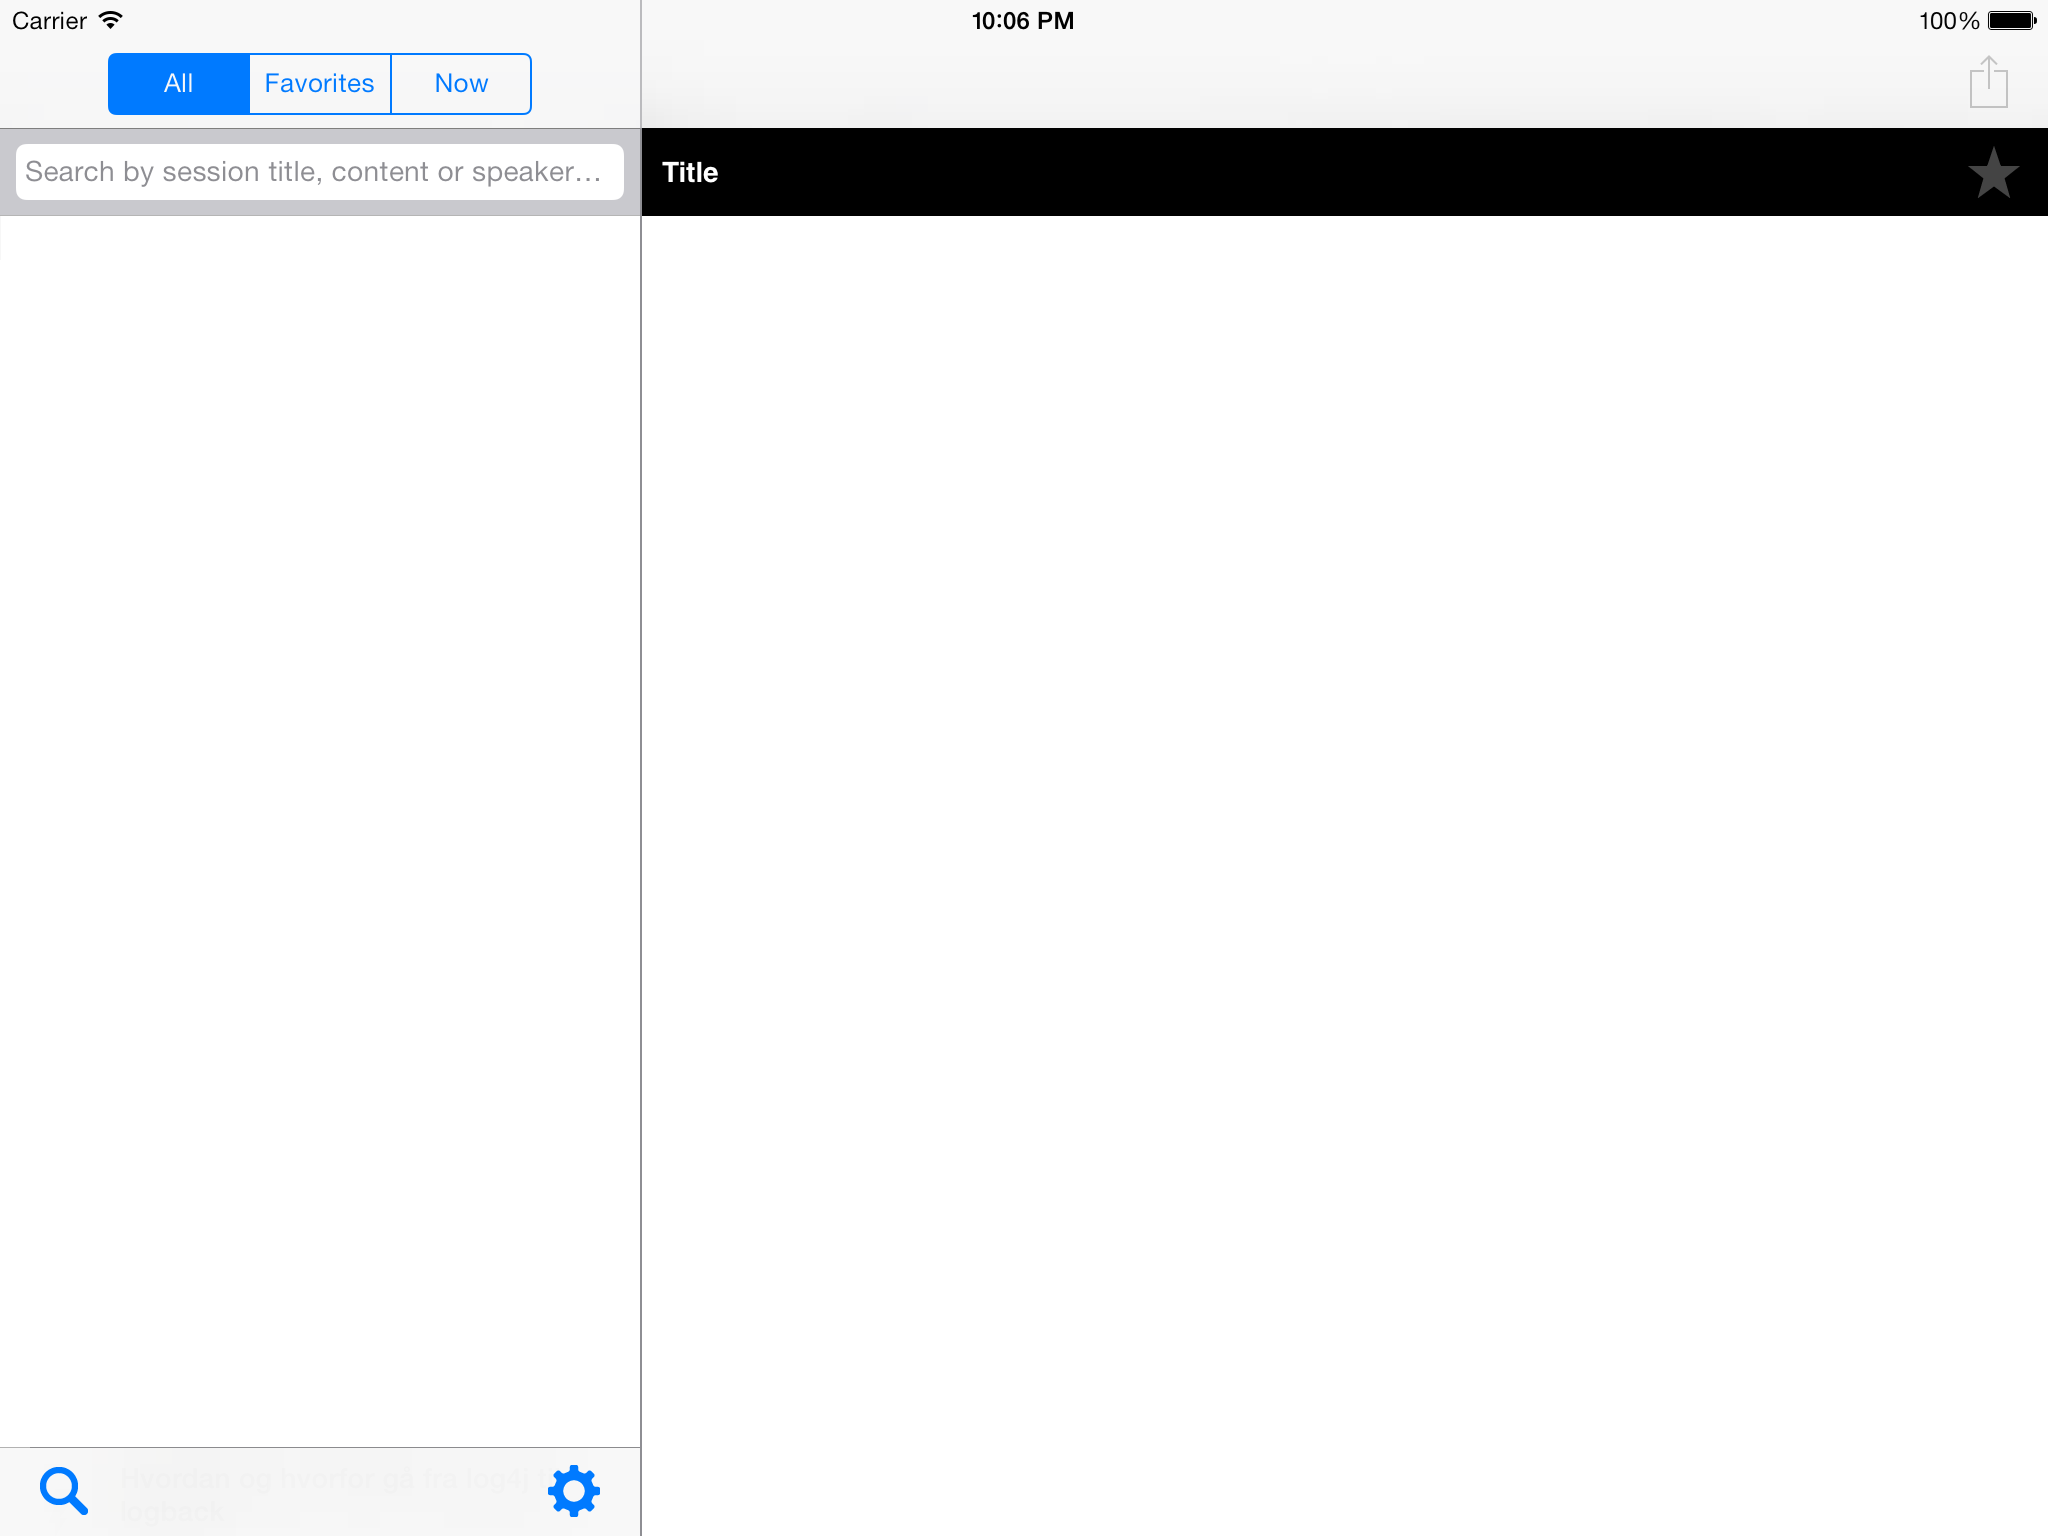 Carrier 10:06 PM 100%
All Favorites Now
Search by session title, content or speaker...
Title
Hvordan og hvorfor gå fra log4j
logback